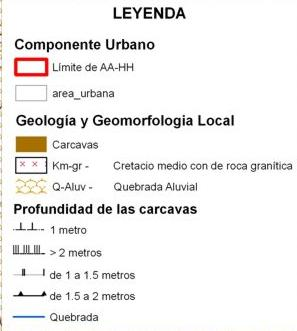 LEYENDA
Componente Urbano
Límite de AA-HH
area_urbana
Geología y Geomorfologia Local
Carcavas
Km-gr - Cretacio medio con de roca granítica
Q-Aluv - Quebrada Aluvial
Profundidad de las carcavas
1 metro
> 2 metros
de 1 a 1.5 metros
de 1.5 a 2 metros
Quebrada